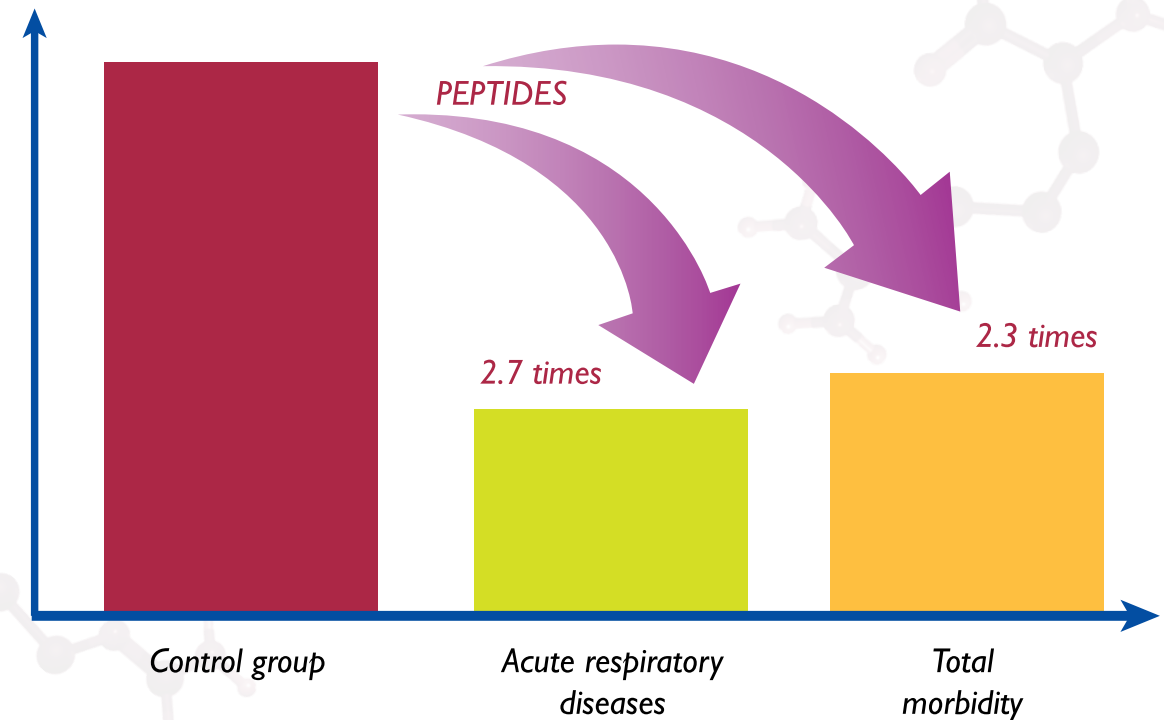 PEPTIDES
2.3 times
2.7 times
Control group
Acute respiratory
diseases
Total
morbidity